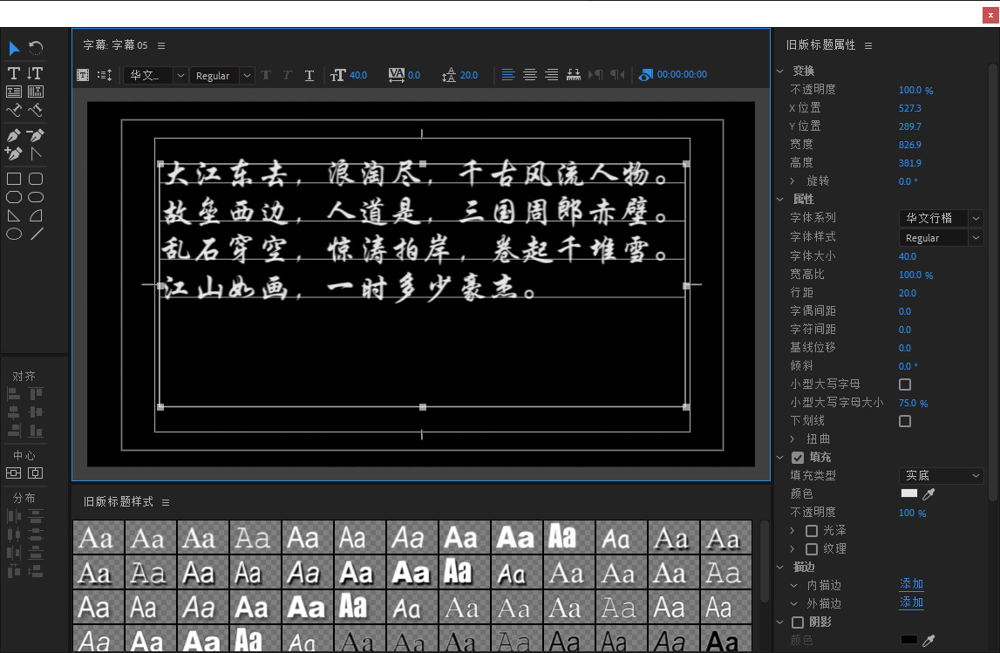 x
字幕: 字幕 05 ≡
华文... Regular T T T 40.0 VA 0.0 20.0 00:00:00:00
大江东去，浪淘尽，千古风流人物。
故垒西边，人道是，三国周郎赤壁。
乱石穿空，惊涛拍岸，卷起千堆雪。
江山如画，一时多少豪杰。
对齐
中心
分布
旧版标题样式 ≡
Aa Aa Aa Aa Aa Aa Aa Aa Aa Aa Aa Aa Aa
Aa Aa Aa Aa Aa Aa Aa Aa Aa Aa Aa Aa Aa
Aa Aa Aa Aa Aa Aa Aa Aa Aa Aa Aa Aa Aa
Aa Aa Aa Aa Aa Aa Aa Aa Aa Aa Aa Aa Aa
旧版标题属性 ≡
变换
不透明度 100.0 %
X 位置 527.3
Y 位置 289.7
宽度 826.9
高度 381.9
旋转 0.0 °
属性
字体系列 华文行楷
字体样式 Regular
字体大小 40.0
宽高比 100.0 %
行距 20.0
字偶间距 0.0
字符间距 0.0
基线位移 0.0
倾斜 0.0 °
小型大写字母
小型大写字母大小 75.0 %
下划线
扭曲
填充
填充类型 实底
颜色
不透明度 100 %
光泽
纹理
描边
内描边 添加
外描边 添加
阴影
颜色